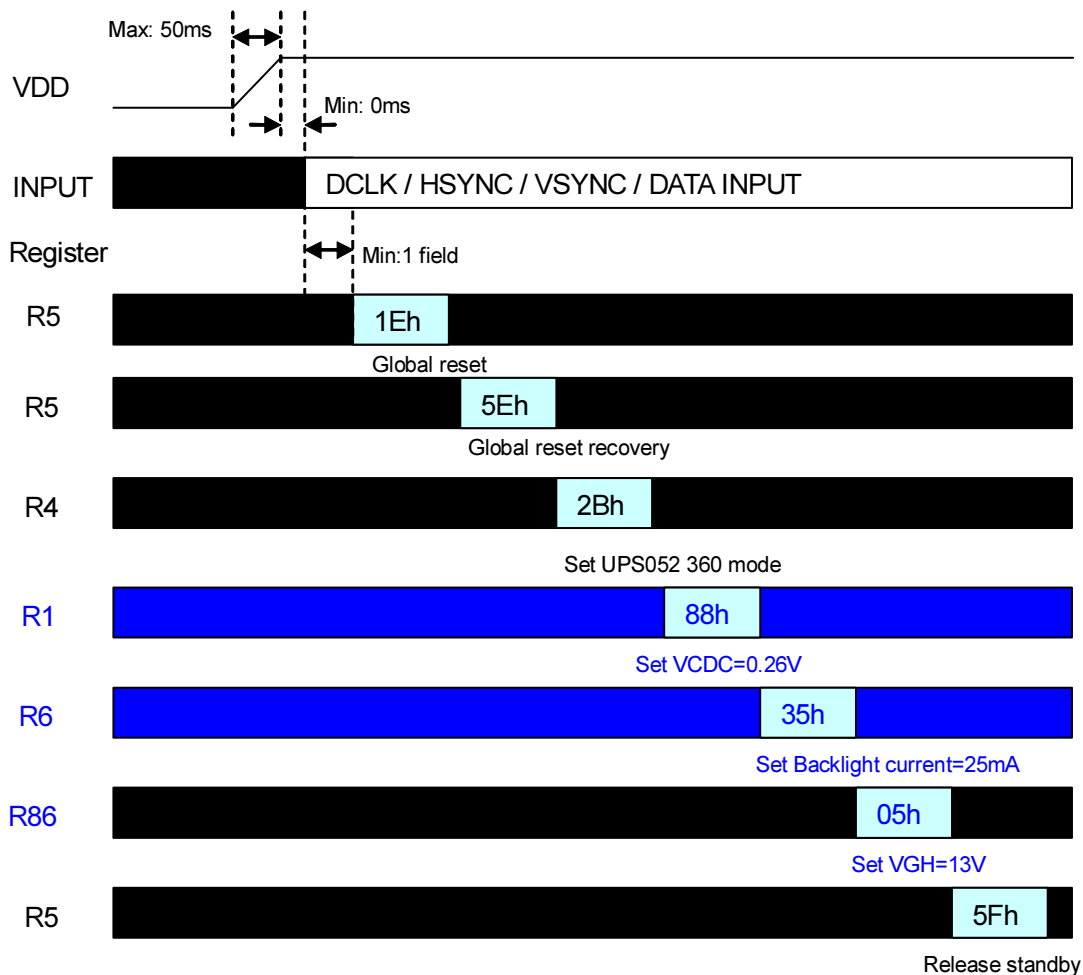 Max: 50ms
VDD
Min: 0ms
INPUT
DCLK / HSYNC / VSYNC / DATA INPUT
Register
Min:1 field
R5
1Eh
Global reset
R5
5Eh
Global reset recovery
R4
2Bh
Set UPS052 360 mode
R1
88h
Set VCDC=0.26V
R6
35h
Set Backlight current=25mA
R86
05h
Set VGH=13V
R5
5Fh
Release standby